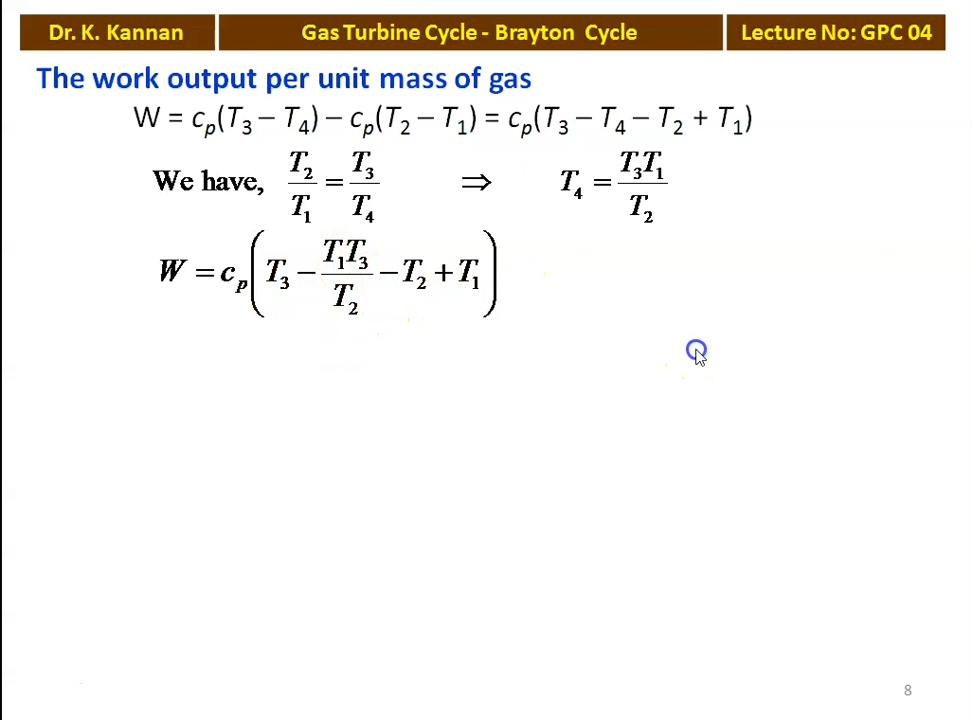 Dr. K. Kannan
Gas Turbine Cycle - Brayton Cycle
Lecture No: GPC 04
The work output per unit mass of gas
W = cₚ(T₃ – T₄) – cₚ(T₂ – T₁) = cₚ(T₃ – T₄ – T₂ + T₁)
We have, T₂/T₁ = T₃/T₄ ⇒ T₄ = T₃T₁/T₂
W = cₚ(T₃ − T₁T₃/T₂ − T₂ + T₁)
8